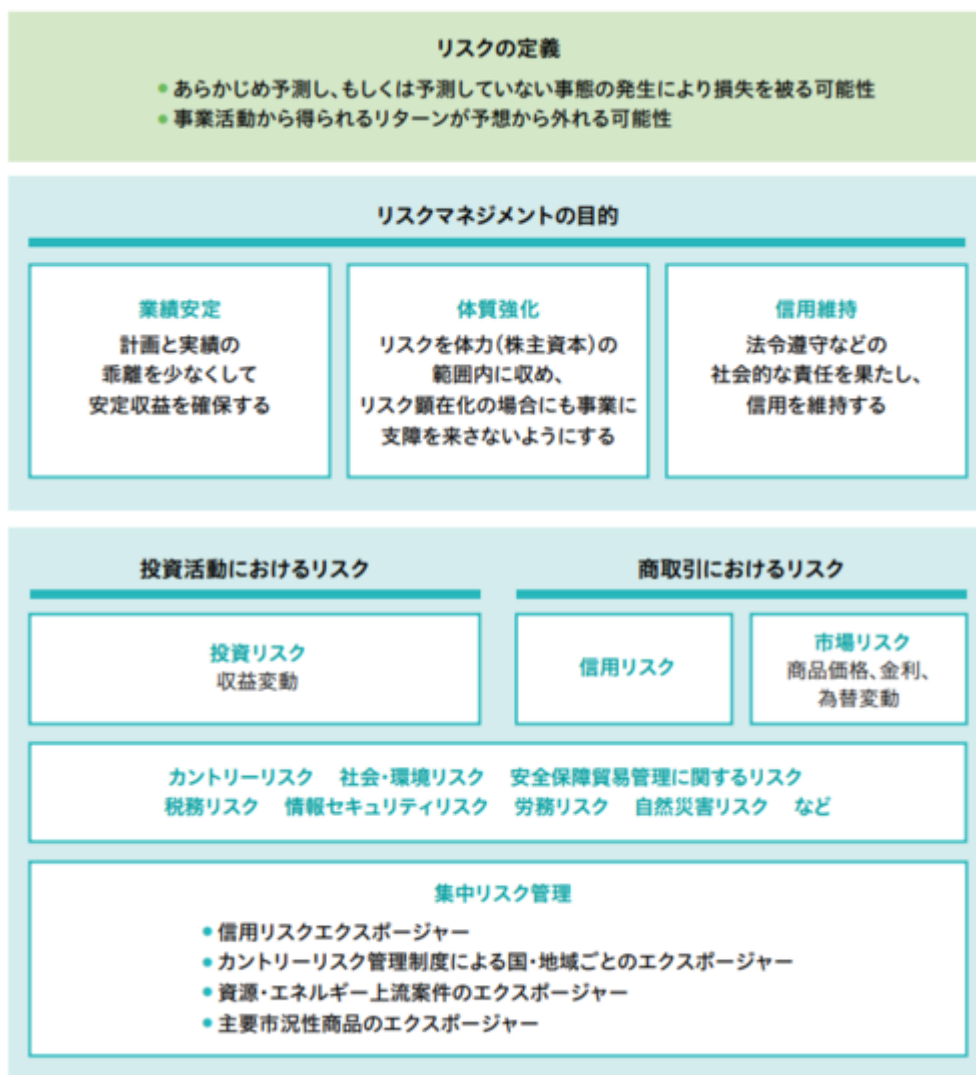 リスクの定義
● あらかじめ予測し、もしくは予測していない事態の発生により損失を被る可能性
● 事業活動から得られるリターンが予想から外れる可能性
リスクマネジメントの目的
業績安定
計画と実績の
乖離を少なくして
安定収益を確保する
体質強化
リスクを体力(株主資本)の
範囲内に収め、
リスク顕在化の場合にも事業に
支障を来さないようにする
信用維持
法令遵守などの
社会的な責任を果たし、
信用を維持する
投資活動におけるリスク
投資リスク
収益変動
商取引におけるリスク
信用リスク
市場リスク
商品価格、金利、
為替変動
カントリーリスク 社会・環境リスク 安全保障貿易管理に関するリスク
税務リスク 情報セキュリティリスク 労務リスク 自然災害リスク など
集中リスク管理
● 信用リスクエクスポージャー
● カントリーリスク管理制度による国・地域ごとのエクスポージャー
● 資源・エネルギー上流案件のエクスポージャー
● 主要市況性商品のエクスポージャー